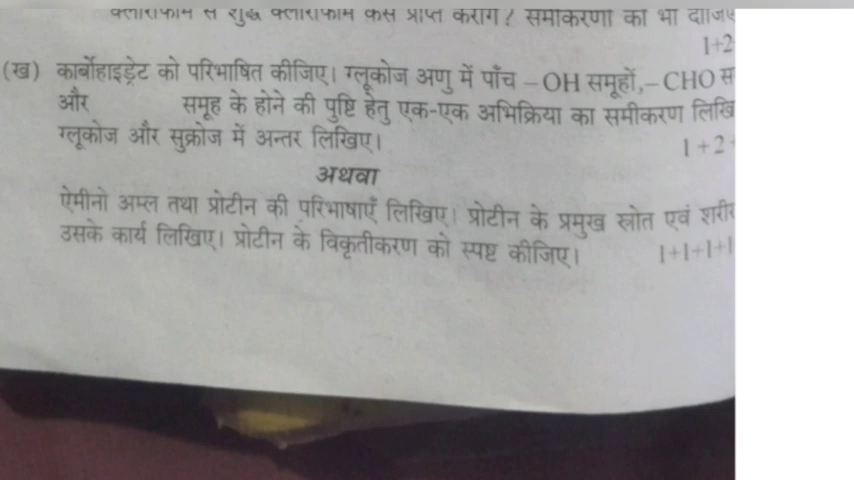 क्लोरोफॉर्म से शुद्ध क्लोरोफॉर्म कैसे प्राप्त करोगे? समीकरण का भी दीजिए
1+2
(ख) कार्बोहाइड्रेट को परिभाषित कीजिए। ग्लूकोज अणु में पाँच –OH समूहों,–CHO स
और समूह के होने की पुष्टि हेतु एक-एक अभिक्रिया का समीकरण लिखि
ग्लूकोज और सुक्रोज में अन्तर लिखिए।
1+2
अथवा
ऐमीनो अम्ल तथा प्रोटीन की परिभाषाएँ लिखिए। प्रोटीन के प्रमुख स्रोत एवं शरीर
उसके कार्य लिखिए। प्रोटीन के विकृतीकरण को स्पष्ट कीजिए।
1+1+1+1